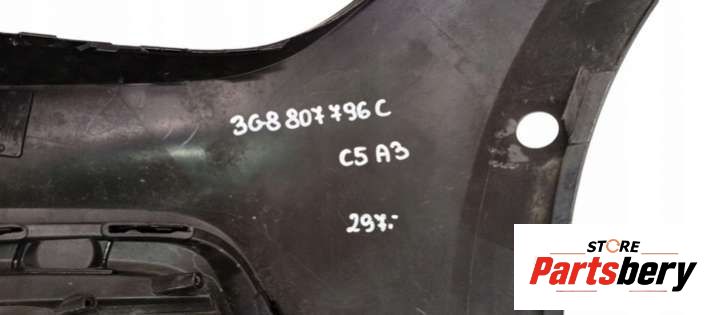 3G8 807 796 C
C5 A3
297.-
STORE
Partsbery